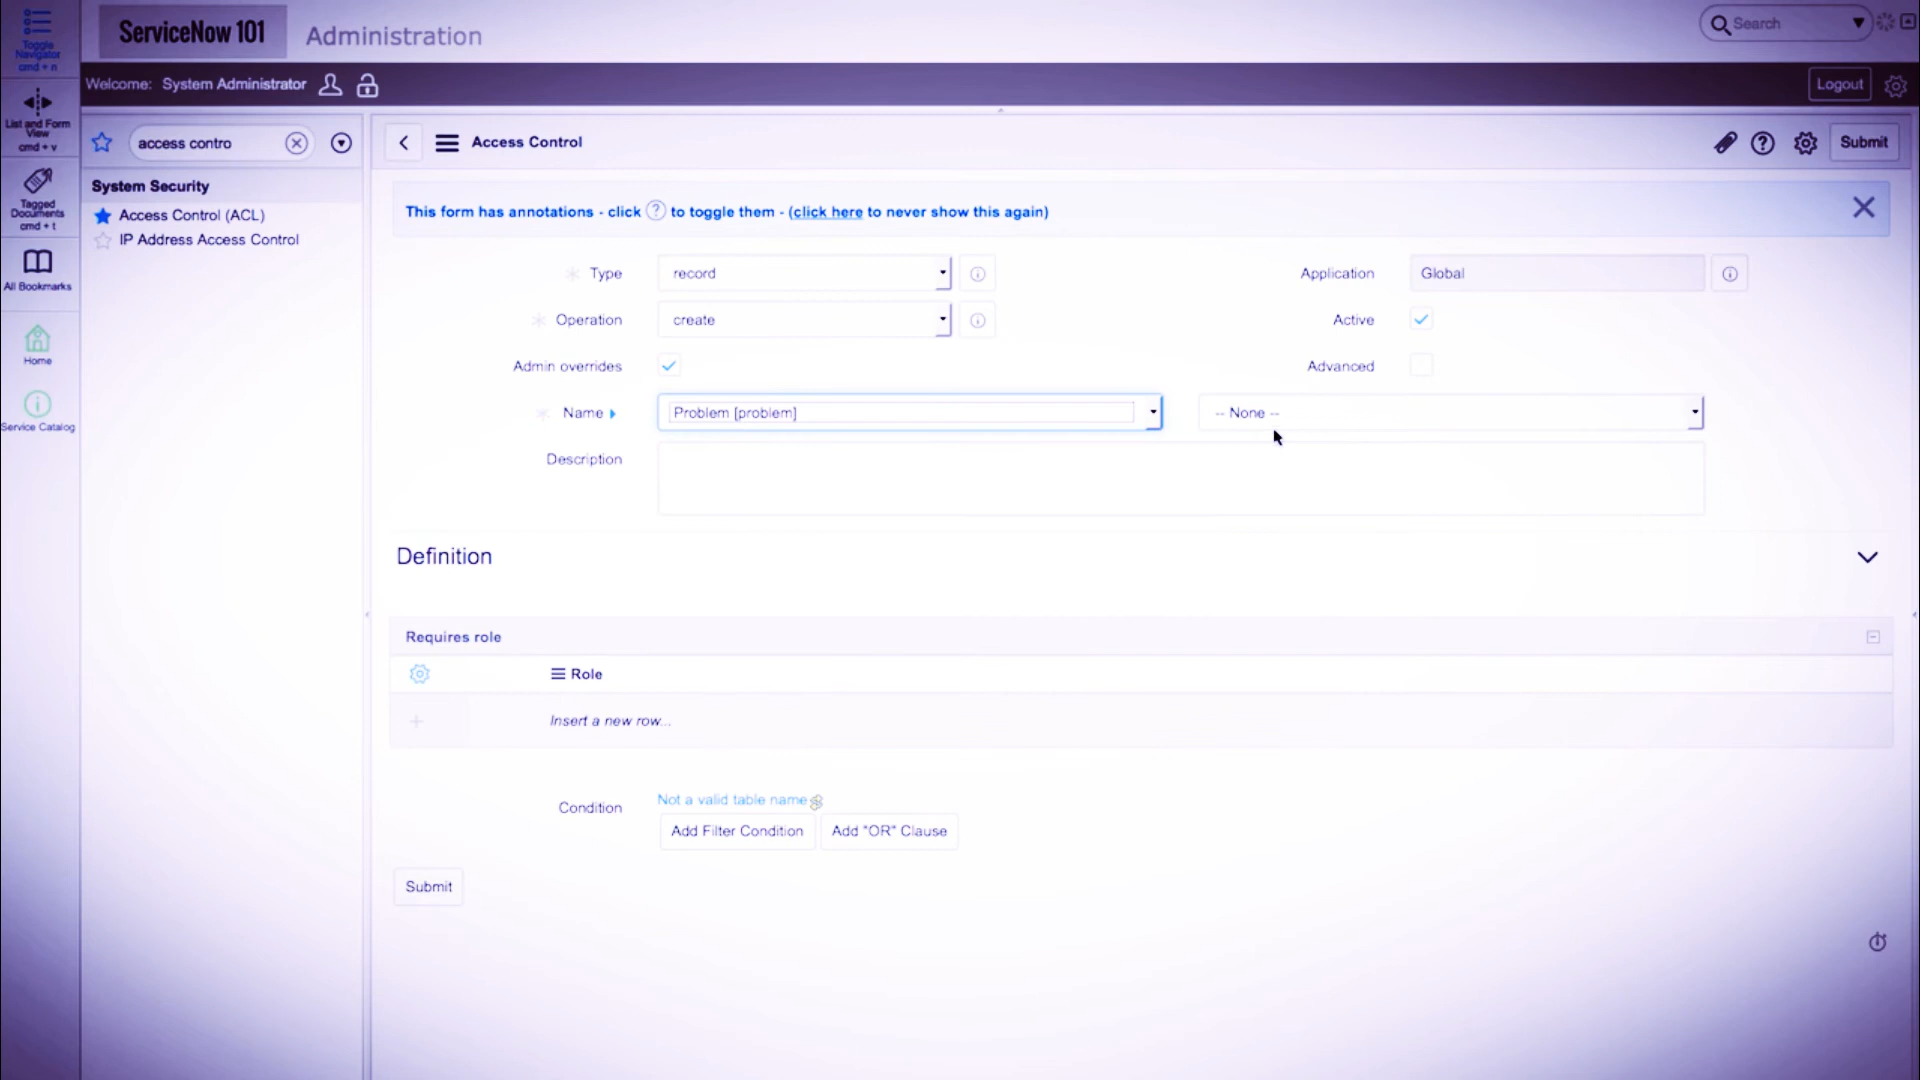 Toggle
Navigator
cmd + n
ServiceNow 101
Administration
Search
Welcome: System Administrator
Logout
List and Form
View
cmd + v
access contro
Access Control
Submit
Tagged
Documents
cmd + t
System Security
Access Control (ACL)
IP Address Access Control
This form has annotations - click ? to toggle them - (click here to never show this again)
All Bookmarks
Home
Service Catalog
Type
record
Application
Global
Operation
create
Active
Admin overrides
Advanced
Name
Problem [problem]
-- None --
Description
Definition
Requires role
Role
Insert a new row...
Condition
Not a valid table name
Add Filter Condition
Add "OR" Clause
Submit